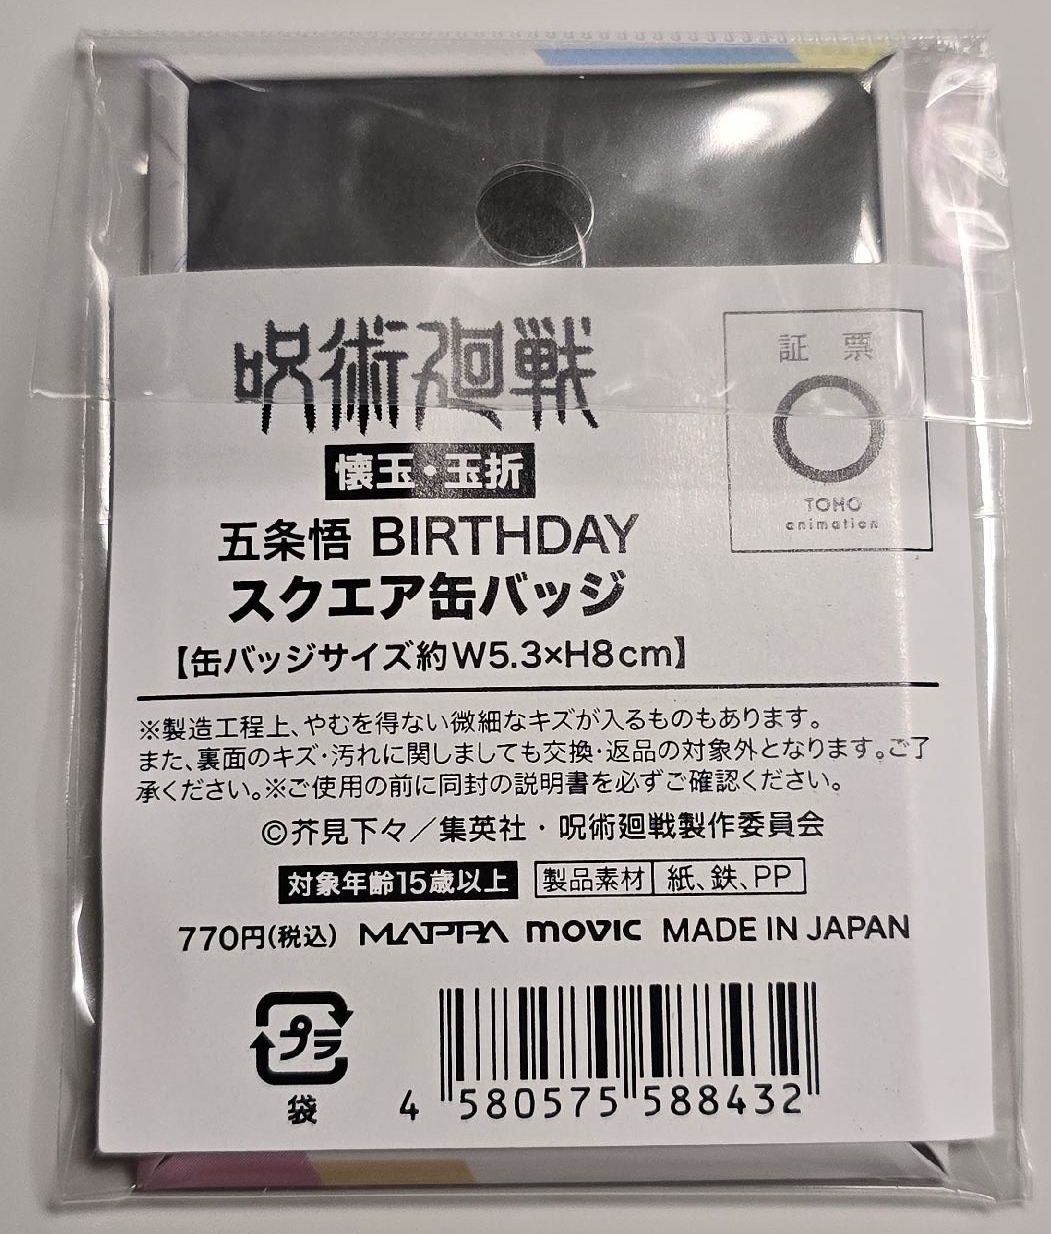 呪術廻戦
懐玉・玉折
五条悟 BIRTHDAY
スクエア缶バッジ
【缶バッジサイズ約W5.3×H8cm】
証 票
TOHO
animation
※製造工程上、やむを得ない微細なキズが入るものもあります。
また、裏面のキズ・汚れに関しましても交換・返品の対象外となります。ご了
承ください。※ご使用の前に同封の説明書を必ずご確認ください。
©芥見下々／集英社・呪術廻戦製作委員会
対象年齢15歳以上 製品素材 紙、鉄、PP
770円(税込) MAPPA movic MADE IN JAPAN
プラ
袋
4 580575 588432